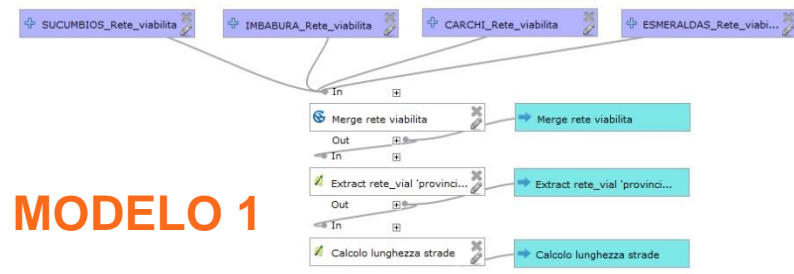 SUCUMBIOS_Rete_viabilita
IMBABURA_Rete_viabilita
CARCHI_Rete_viabilita
ESMERALDAS_Rete_viabi...
In
Merge rete viabilita
Merge rete viabilita
Out
In
Extract rete_vial 'provinci...
Extract rete_vial 'provinci...
Out
In
MODELO 1
Calcolo lunghezza strade
Calcolo lunghezza strade